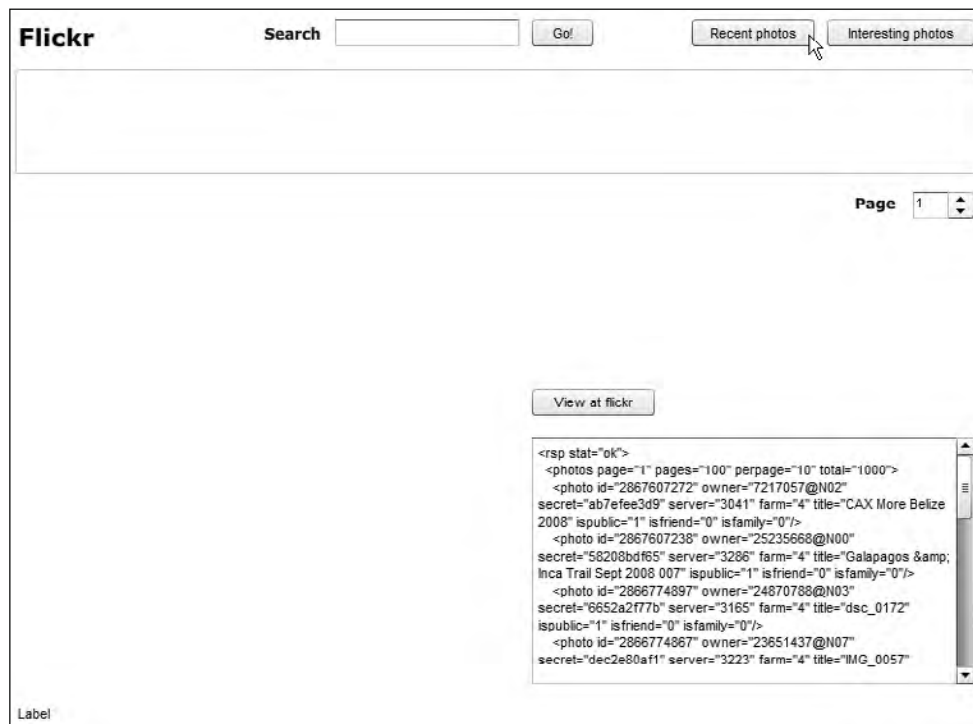 Flickr
Search
Go!
Recent photos
Interesting photos
Page
1
View at flickr
<rsp stat="ok">
<photos page="1" pages="100" perpage="10" total="1000">
<photo id="2867607272" owner="7217057@N02"
secret="ab7efee3d9" server="3041" farm="4" title="CAX More Belize
2008" ispublic="1" isfriend="0" isfamily="0"/>
<photo id="2867607238" owner="25235668@N00"
secret="58208bdf65" server="3286" farm="4" title="Galapagos &amp;
Inca Trail Sept 2008 007" ispublic="1" isfriend="0" isfamily="0"/>
<photo id="2866774897" owner="24870788@N03"
secret="6652a2f77b" server="3165" farm="4" title="dsc_0172"
ispublic="1" isfriend="0" isfamily="0"/>
<photo id="2866774867" owner="23651437@N07"
secret="dec2e80af1" server="3223" farm="4" title="IMG_0057"
Label